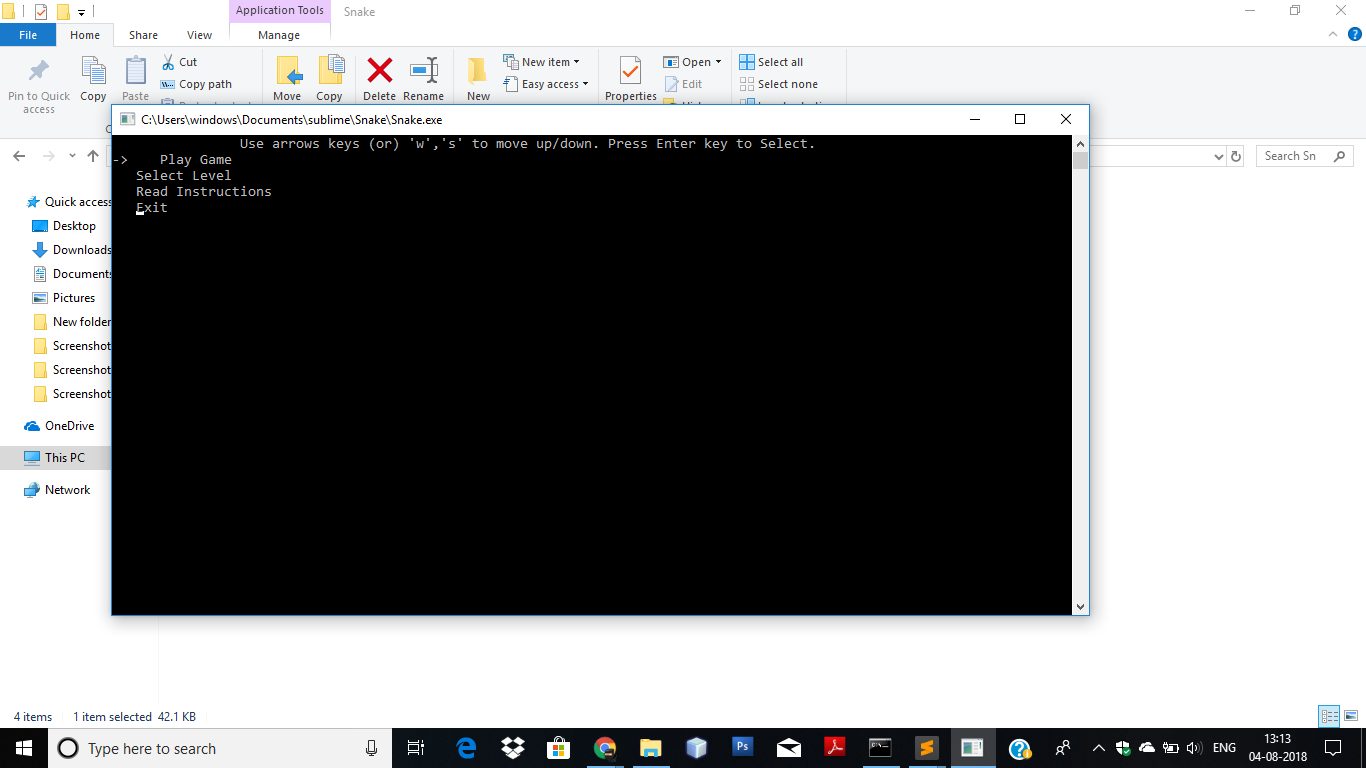 Application Tools
Snake
File
Home
Share
View
Manage
Pin to Quick access
Copy
Paste
Cut
Copy path
Move
Copy
Delete
Rename
New
New item
Easy access
Properties
Open
Edit
Select all
Select none
C:\Users\windows\Documents\sublime\Snake\Snake.exe
Use arrows keys (or) 'w','s' to move up/down. Press Enter key to Select.
-> Play Game
Select Level
Read Instructions
Exit
Search Sn
Quick access
Desktop
Downloads
Documents
Pictures
New folder
Screenshot
Screenshot
Screenshot
OneDrive
This PC
Network
4 items
1 item selected 42.1 KB
Type here to search
Ps
C:\_
ENG
13:13
04-08-2018